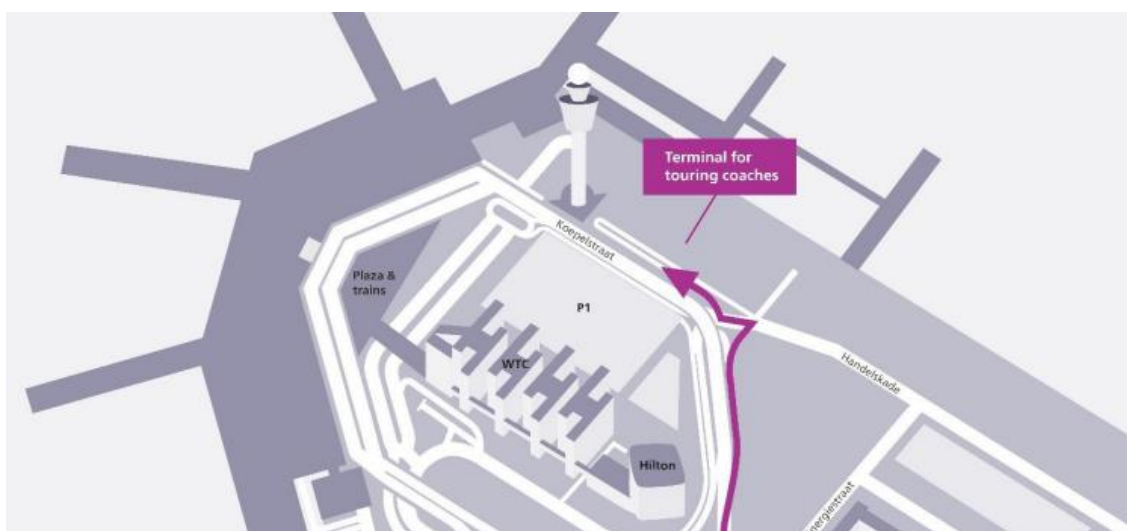 Terminal for
touring coaches
Koepelstraat
Plaza &
trains
P1
WTC
Handelskade
Hilton